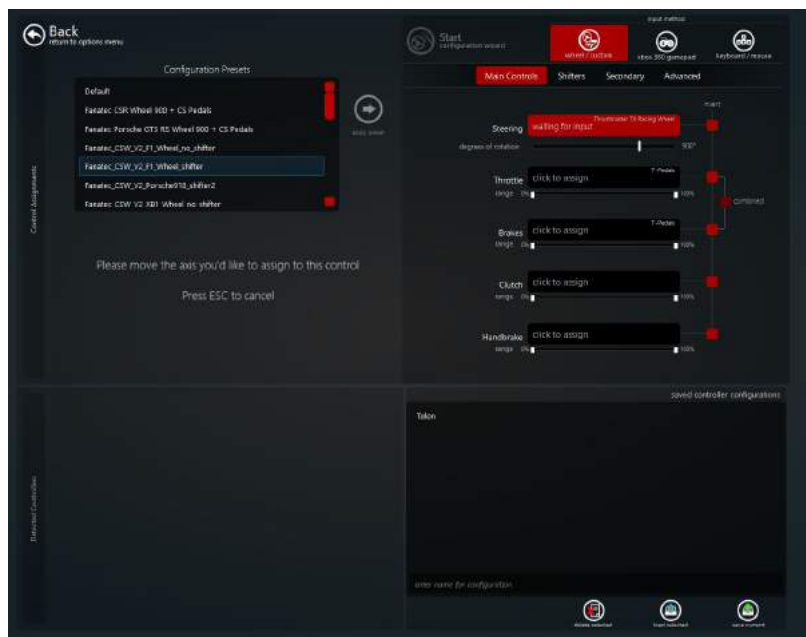 Back
return to options menu
Start
configuration wizard
input method
wheel / custom
xbox 360 gamepad
keyboard / mouse
Configuration Presets
Default
Fanatec CSR Wheel 900 + CS Pedals
Fanatec Porsche GT3 RS Wheel 900 + CS Pedals
Fanatec_CSW_V2_F1_Wheel_no_shifter
Fanatec_CSW_V2_F1_Wheel_shifter
Fanatec_CSW_V2_Porsche918_shifter2
Fanatec CSW V2 XB1 Wheel no shifter
Control Assignments
Please move the axis you'd like to assign to this control
Press ESC to cancel
Main Controls
Shifters
Secondary
Advanced
invert
Steering
waiting for input
Thrustmaster TX Racing Wheel
degrees of rotation
900°
Throttle
click to assign
T-Pedals
range 0%
100%
combined
Brakes
click to assign
T-Pedals
range 0%
100%
Clutch
click to assign
range 0%
100%
Handbrake
click to assign
range 0%
100%
Detected Controllers
saved controller configurations
Talon
enter name for configuration
delete selected
load selected
save current